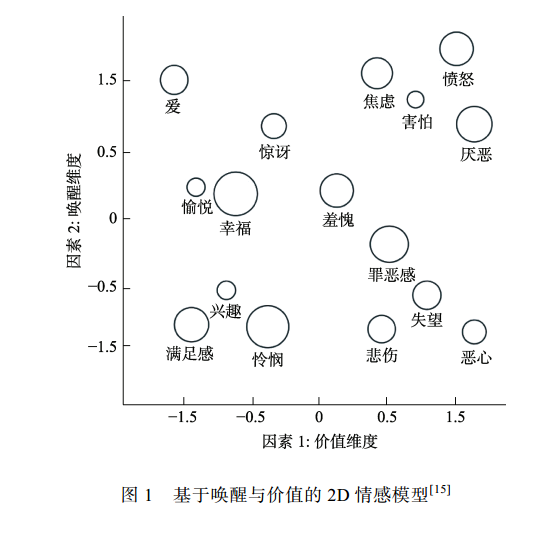 愤怒
1.5
爱
焦虑
害怕
0.5
惊讶
厌恶
愉悦
0
幸福
羞愧
罪恶感
−0.5
兴趣
失望
−1.5
满足感
怜悯
悲伤
恶心
因素 2: 唤醒维度
−1.5
−0.5
0
0.5
1.5
因素 1: 价值维度
图 1 基于唤醒与价值的 2D 情感模型[15]